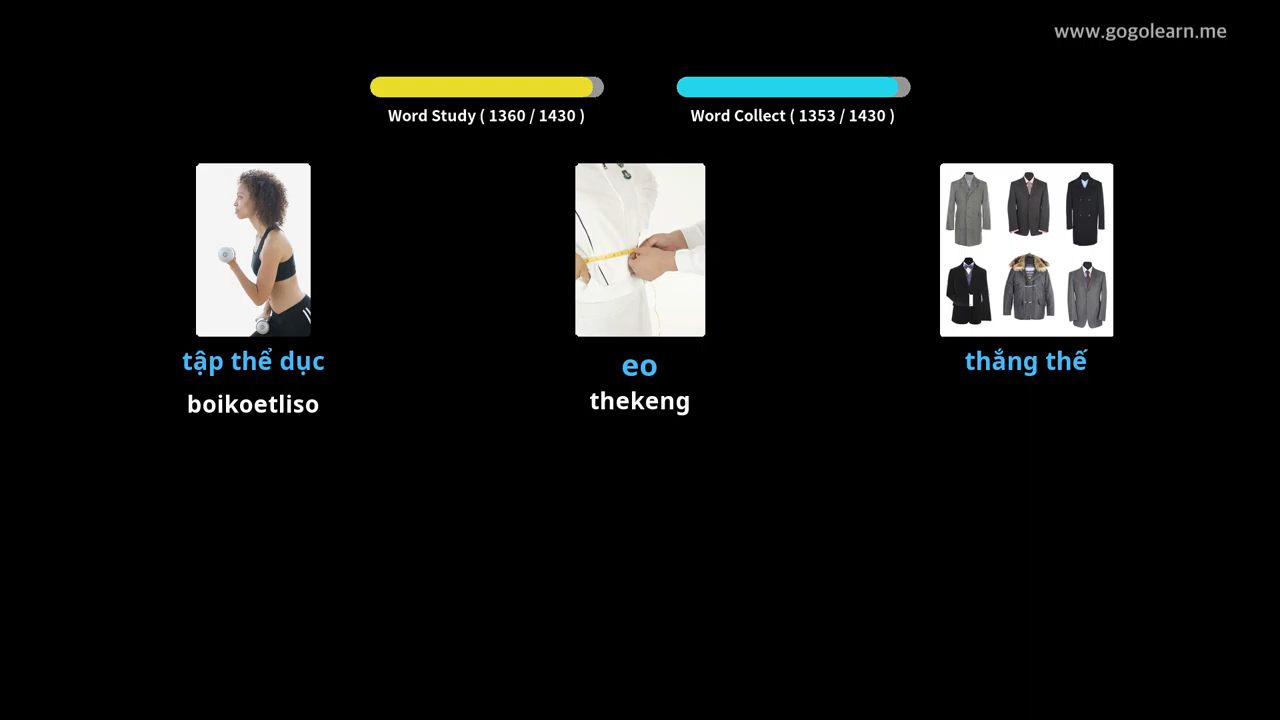 www.gogolearn.me
Word Study ( 1360 / 1430 )
Word Collect ( 1353 / 1430 )
tập thể dục
boikoetliso
eo
thekeng
thắng thế